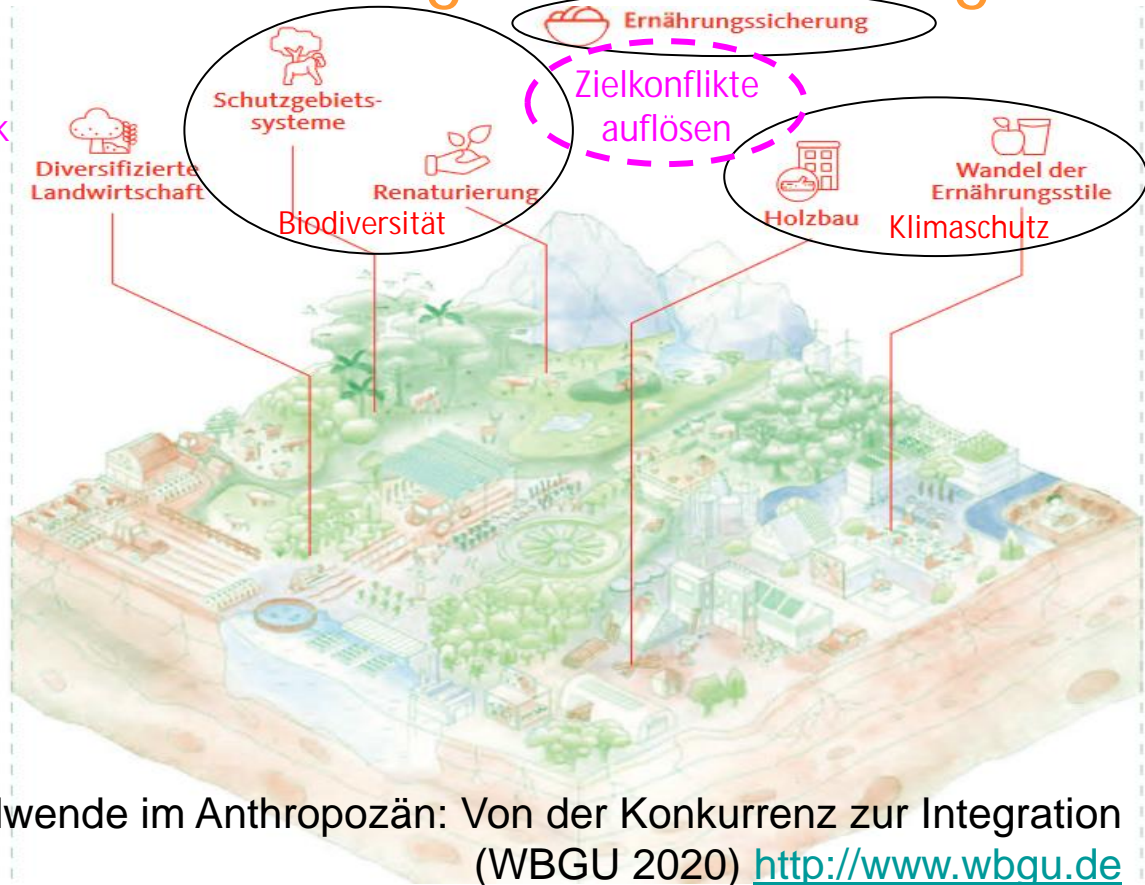 Ernährungssicherung
Zielkonflikte
auflösen
Schutzgebiets-
systeme
Diversifizierte
Landwirtschaft
Renaturierung
Biodiversität
Holzbau
Wandel der
Ernährungsstile
Klimaschutz
wende im Anthropozän: Von der Konkurrenz zur Integration
(WBGU 2020) http://www.wbgu.de